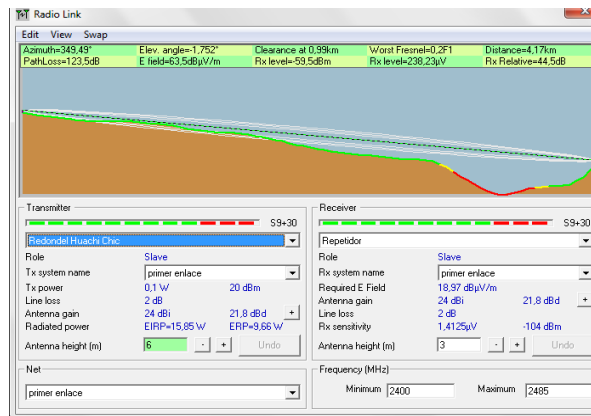 Radio Link
Edit View Swap
Azimuth=349,49° Elev. angle=-1,752° Clearance at 0,99km Worst Fresnel=0,2F1 Distance=4,17km
PathLoss=123,5dB E field=63,5dBµV/m Rx level=-59,5dBm Rx level=238,23µV Rx Relative=44,5dB
Transmitter
S9+30
Redondel Huachi Chic
Role Slave
Tx system name primer enlace
Tx power 0,1 W 20 dBm
Line loss 2 dB
Antenna gain 24 dBi 21,8 dBd +
Radiated power EIRP=15,85 W ERP=9,66 W
Antenna height (m) 6 - + Undo
Receiver
S9+30
Repetidor
Role Slave
Rx system name primer enlace
Required E Field 18,97 dBµV/m
Antenna gain 24 dBi 21,8 dBd +
Line loss 2 dB
Rx sensitivity 1,4125µV -104 dBm
Antenna height (m) 3 - + Undo
Net
primer enlace
Frequency (MHz)
Minimum 2400 Maximum 2485